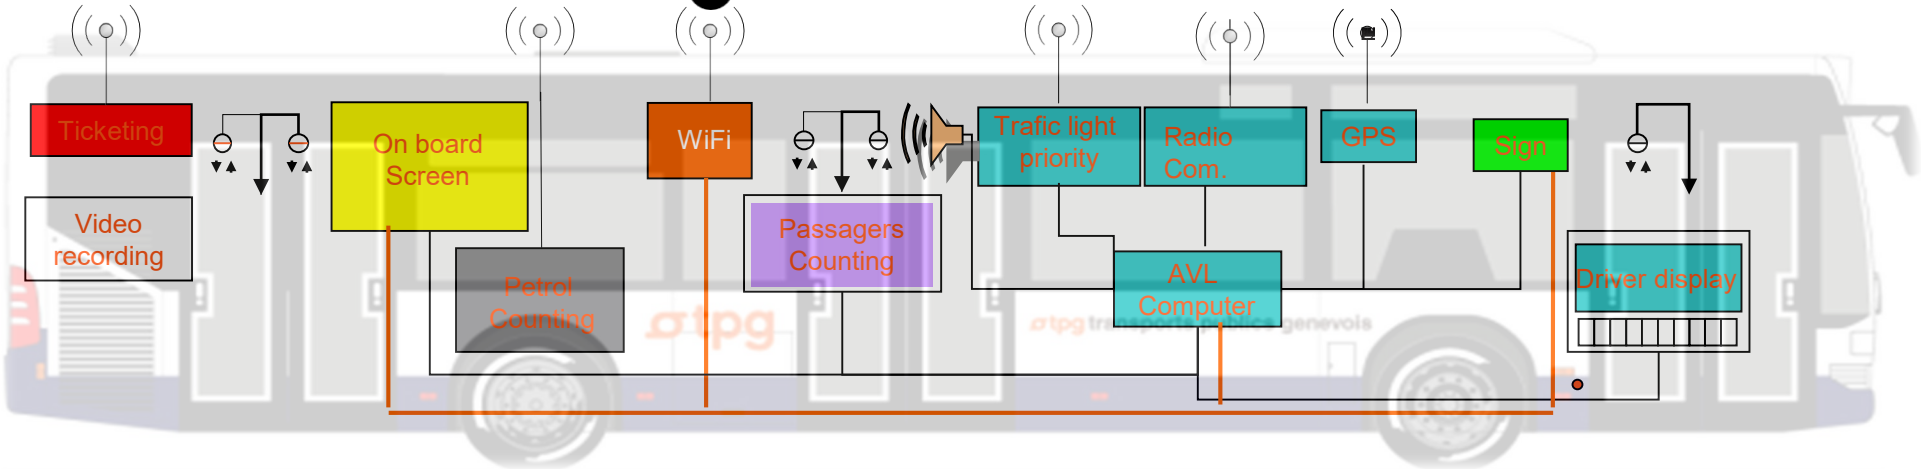 Ticketing
Video
recording
On board
Screen
Petrol
Counting
WiFi
Passagers
Counting
Trafic light
priority
Radio
Com.
GPS
Sign
AVL
Computer
Driver display
tpg
tpg transports publics genevois